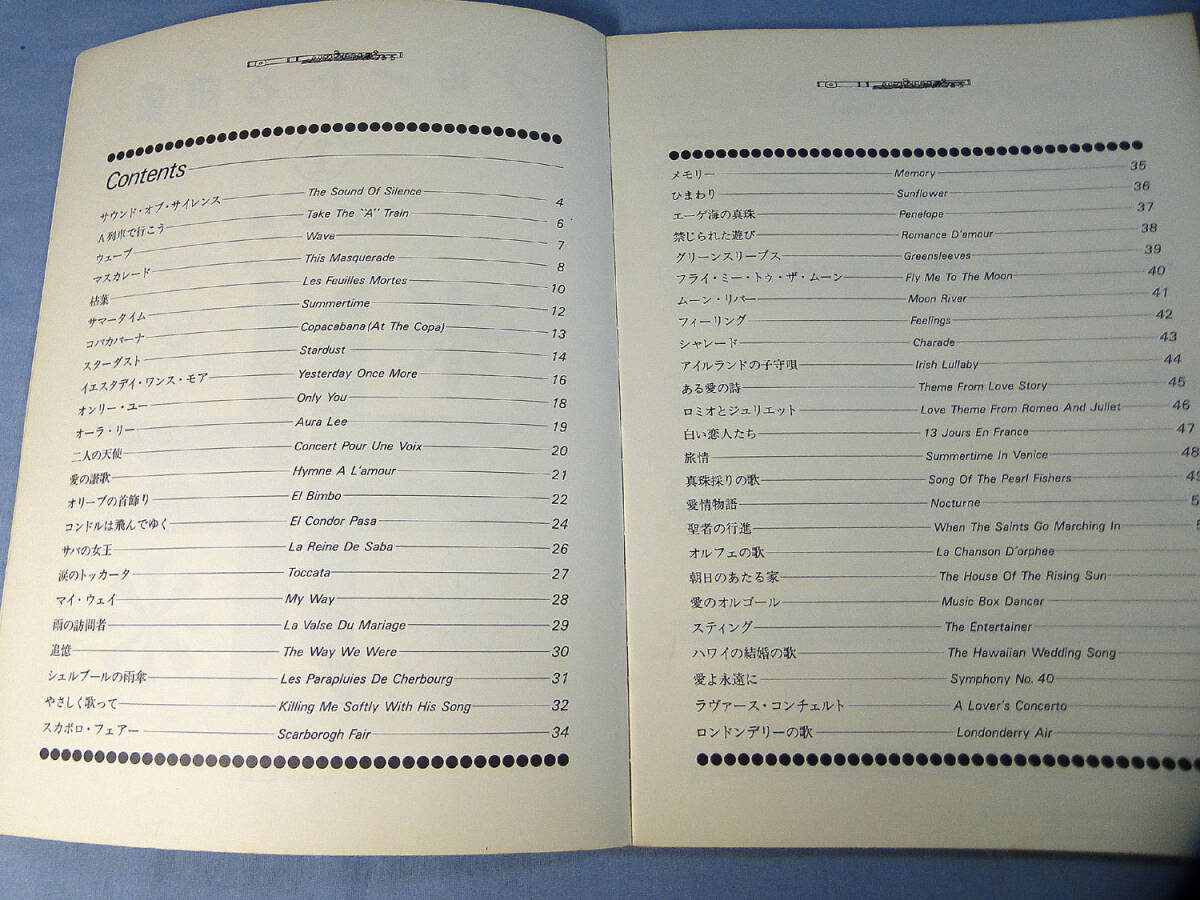 Contents
サウンド・オブ・サイレンス The Sound Of Silence 4
A列車で行こう Take The "A" Train 6
ウェーブ Wave 7
マスカレード This Masquerade 8
枯葉 Les Feuilles Mortes 10
サマータイム Summertime 12
コパカバーナ Copacabana (At The Copa) 13
スターダスト Stardust 14
イエスタデイ・ワンス・モア Yesterday Once More 16
オンリー・ユー Only You 18
オーラ・リー Aura Lee 19
二人の天使 Concert Pour Une Voix 20
愛の讃歌 Hymne A L'amour 21
オリーブの首飾り El Bimbo 22
コンドルは飛んでゆく El Condor Pasa 24
サバの女王 La Reine De Saba 26
涙のトッカータ Toccata 27
マイ・ウェイ My Way 28
雨の訪問者 La Valse Du Mariage 29
追憶 The Way We Were 30
シェルブールの雨傘 Les Parapluies De Cherbourg 31
やさしく歌って Killing Me Softly With His Song 32
スカボロ・フェアー Scarborogh Fair 34
メモリー Memory 35
ひまわり Sunflower 36
エーゲ海の真珠 Penelope 37
禁じられた遊び Romance D'amour 38
グリーンスリーブス Greensleeves 39
フライ・ミー・トゥ・ザ・ムーン Fly Me To The Moon 40
ムーン・リバー Moon River 41
フィーリング Feelings 42
シャレード Charade 43
アイルランドの子守唄 Irish Lullaby 44
ある愛の詩 Theme From Love Story 45
ロミオとジュリエット Love Theme From Romeo And Juliet 46
白い恋人たち 13 Jours En France 47
旅情 Summertime In Venice 48
真珠採りの歌 Song Of The Pearl Fishers 49
愛情物語 Nocturne 5
聖者の行進 When The Saints Go Marching In
オルフェの歌 La Chanson D'orphee
朝日のあたる家 The House Of The Rising Sun
愛のオルゴール Music Box Dancer
スティング The Entertainer
ハワイの結婚の歌 The Hawaiian Wedding Song
愛よ永遠に Symphony No. 40
ラヴァース・コンチェルト A Lover's Concerto
ロンドンデリーの歌 Londonderry Air